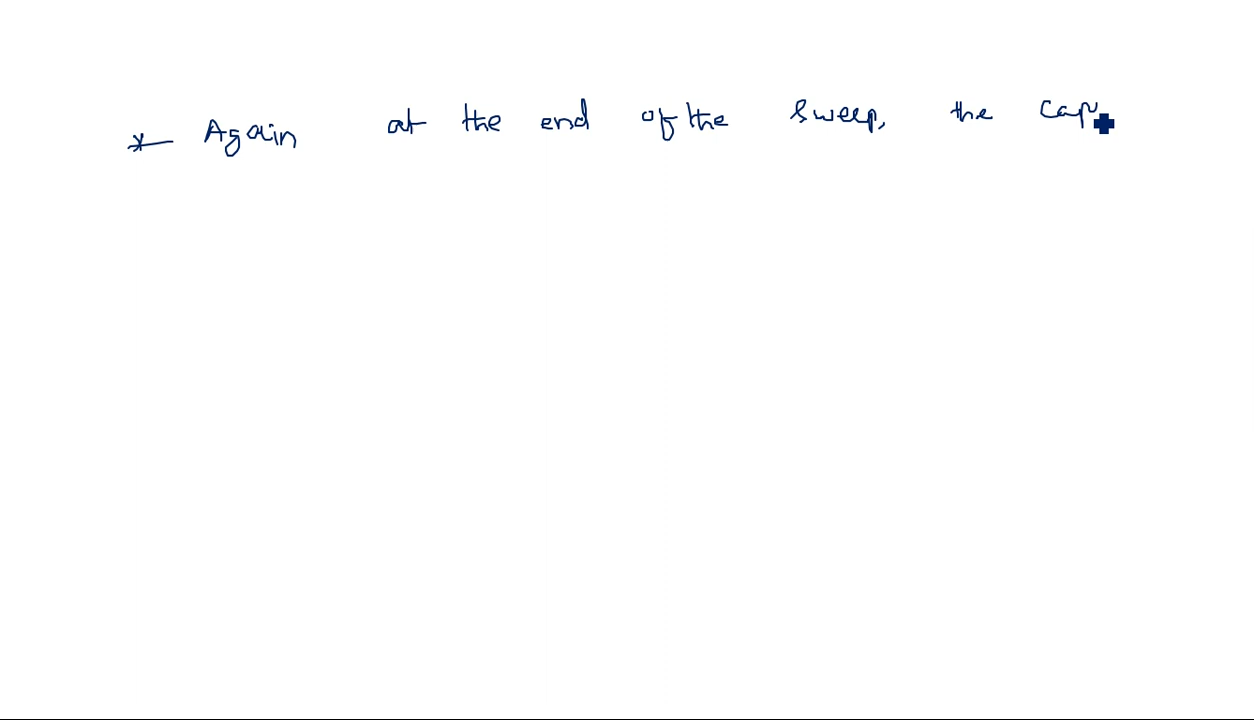 * Again at the end of the sweep, the cap